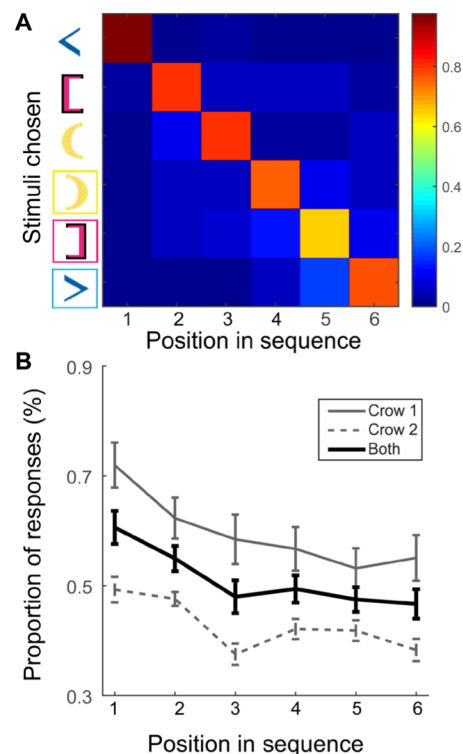 A
Stimuli chosen
<
[
(
)
]
>
0.8
0.6
0.4
0.2
0
1 2 3 4 5 6
Position in sequence
B
Proportion of responses (%)
0.9
0.7
0.5
0.3
Crow 1
Crow 2
Both
1 2 3 4 5 6
Position in sequence